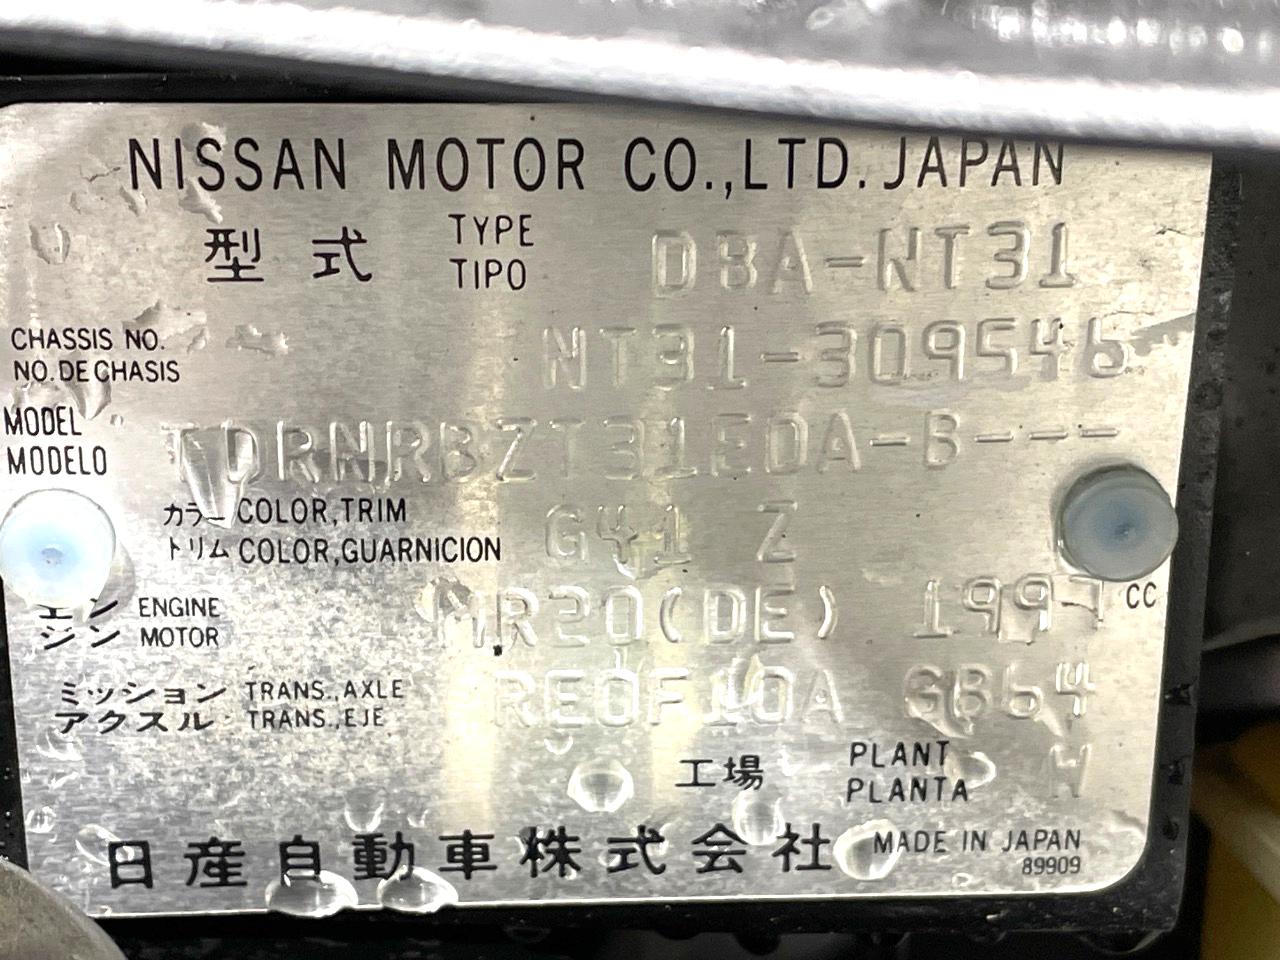 NISSAN MOTOR CO.,LTD. JAPAN
型式 TYPE TIPO DBA-NT31
CHASSIS NO.
NO. DE CHASIS NT31-309546
MODEL
MODELO TDRNRBZT31EDA-B---
カラー COLOR,TRIM
トリム COLOR,GUARNICION G41 Z
エンジン ENGINE
MOTOR MR20(DE) 1997 CC
ミッション TRANS.,AXLE
アクスル TRANS.,EJE RE0F10A GB64
工場 PLANT
PLANTA H
日産自動車株式会社 MADE IN JAPAN
89909